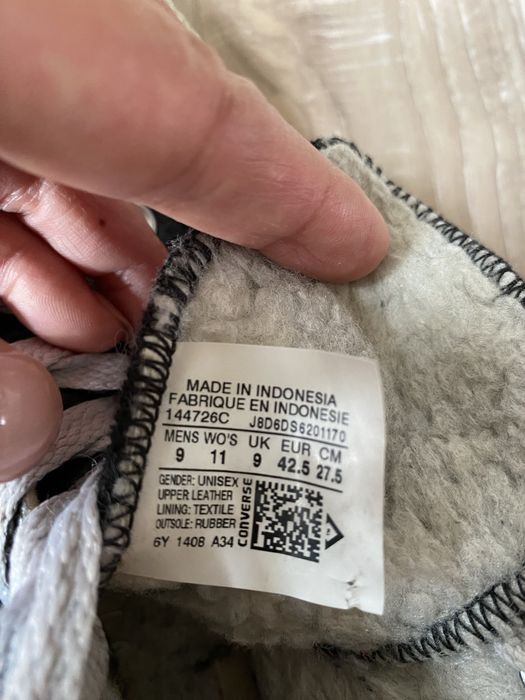 MADE IN INDONESIA
FABRIQUE EN INDONESIE
144726C J8D6DS6201170
MENS WO'S UK EUR CM
9 11 9 42.5 27.5
GENDER: UNISEX
UPPER: LEATHER
LINING: TEXTILE
OUTSOLE: RUBBER
6Y 140B A34
CONVERSE